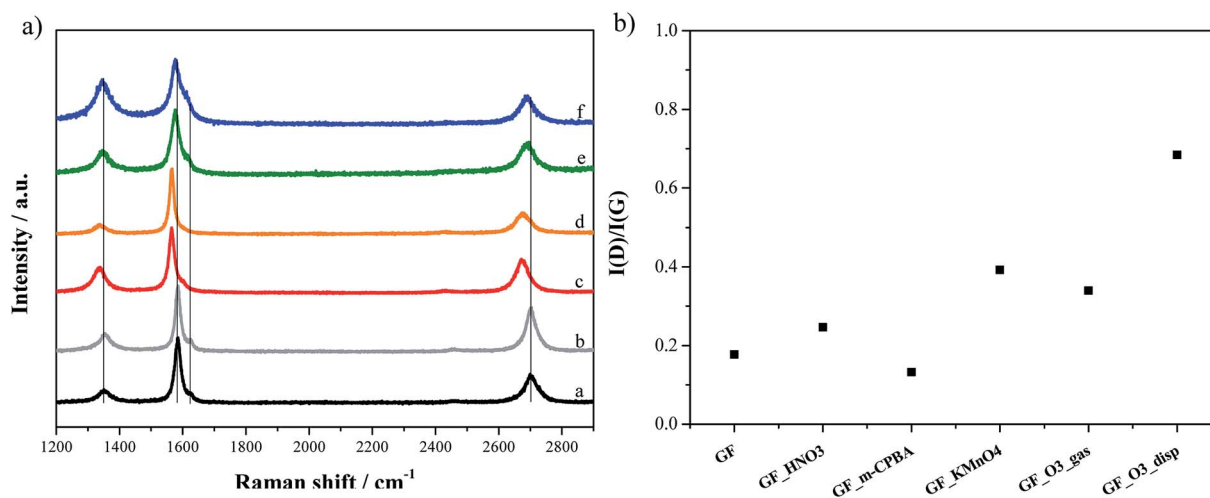 a)
f
e
d
c
b
a
Intensity / a.u.
1200 1400 1600 1800 2000 2200 2400 2600 2800
Raman shift / cm⁻¹
b)
1.0
0.8
0.6
0.4
0.2
0.0
I(D)/I(G)
GF
GF_HNO3
GF_m-CPBA
GF_KMnO4
GF_O3_gas
GF_O3_disp